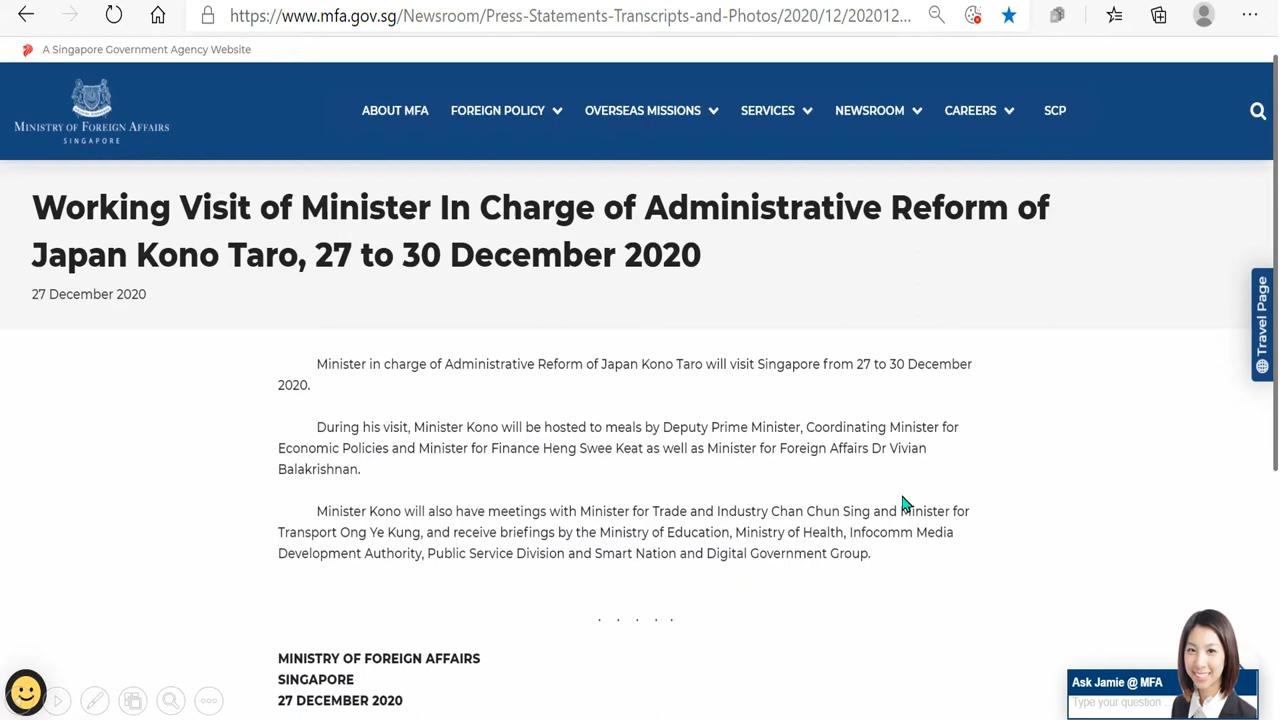 https://www.mfa.gov.sg/Newsroom/Press-Statements-Transcripts-and-Photos/2020/12/202012...
A Singapore Government Agency Website
MINISTRY OF FOREIGN AFFAIRS
SINGAPORE
ABOUT MFA FOREIGN POLICY OVERSEAS MISSIONS SERVICES NEWSROOM CAREERS SCP
Working Visit of Minister In Charge of Administrative Reform of
Japan Kono Taro, 27 to 30 December 2020
27 December 2020
Travel Page
Minister in charge of Administrative Reform of Japan Kono Taro will visit Singapore from 27 to 30 December
2020.
During his visit, Minister Kono will be hosted to meals by Deputy Prime Minister, Coordinating Minister for
Economic Policies and Minister for Finance Heng Swee Keat as well as Minister for Foreign Affairs Dr Vivian
Balakrishnan.
Minister Kono will also have meetings with Minister for Trade and Industry Chan Chun Sing and Minister for
Transport Ong Ye Kung, and receive briefings by the Ministry of Education, Ministry of Health, Infocomm Media
Development Authority, Public Service Division and Smart Nation and Digital Government Group.
. . . . .
MINISTRY OF FOREIGN AFFAIRS
SINGAPORE
27 DECEMBER 2020
Ask Jamie @ MFA
Type your question